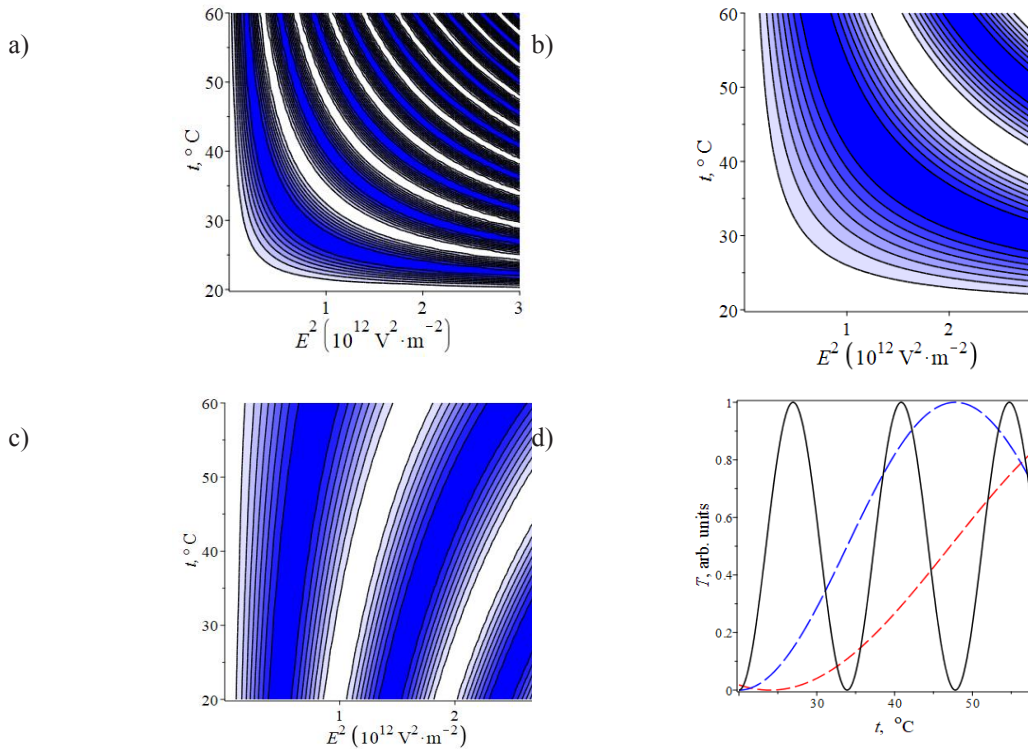 a)
60
50
40
30
20
t, ° C
1
2
3
E² (10¹² V² · m⁻²)
b)
60
50
40
30
20
t, ° C
1
2
E² (10¹² V² · m⁻²)
c)
60
50
40
30
20
t, ° C
1
2
E² (10¹² V² · m⁻²)
d)
1
0.8
0.6
0.4
0.2
0
T, arb. units
30
40
50
t, °C